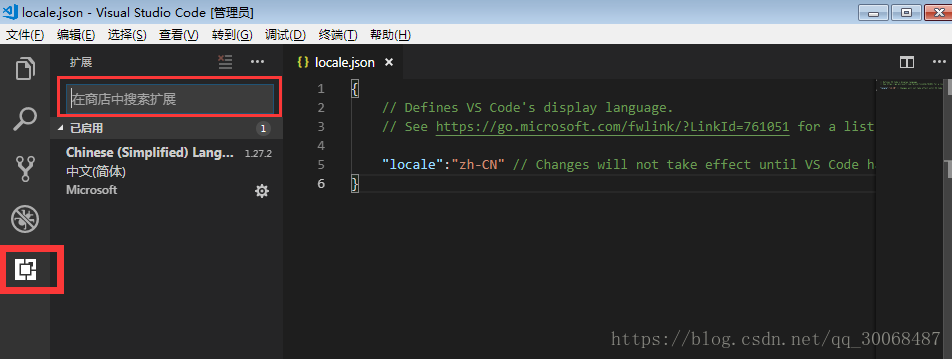 locale.json - Visual Studio Code [管理员]
文件(F) 编辑(E) 选择(S) 查看(V) 转到(G) 调试(D) 终端(T) 帮助(H)
扩展
在商店中搜索扩展
已启用 1
Chinese (Simplified) Lang... 1.27.2
中文(简体)
Microsoft
{} locale.json ×
1 {
2 // Defines VS Code's display language.
3 // See https://go.microsoft.com/fwlink/?LinkId=761051 for a list
4
5 "locale":"zh-CN" // Changes will not take effect until VS Code ha
6 }
https://blog.csdn.net/qq_30068487